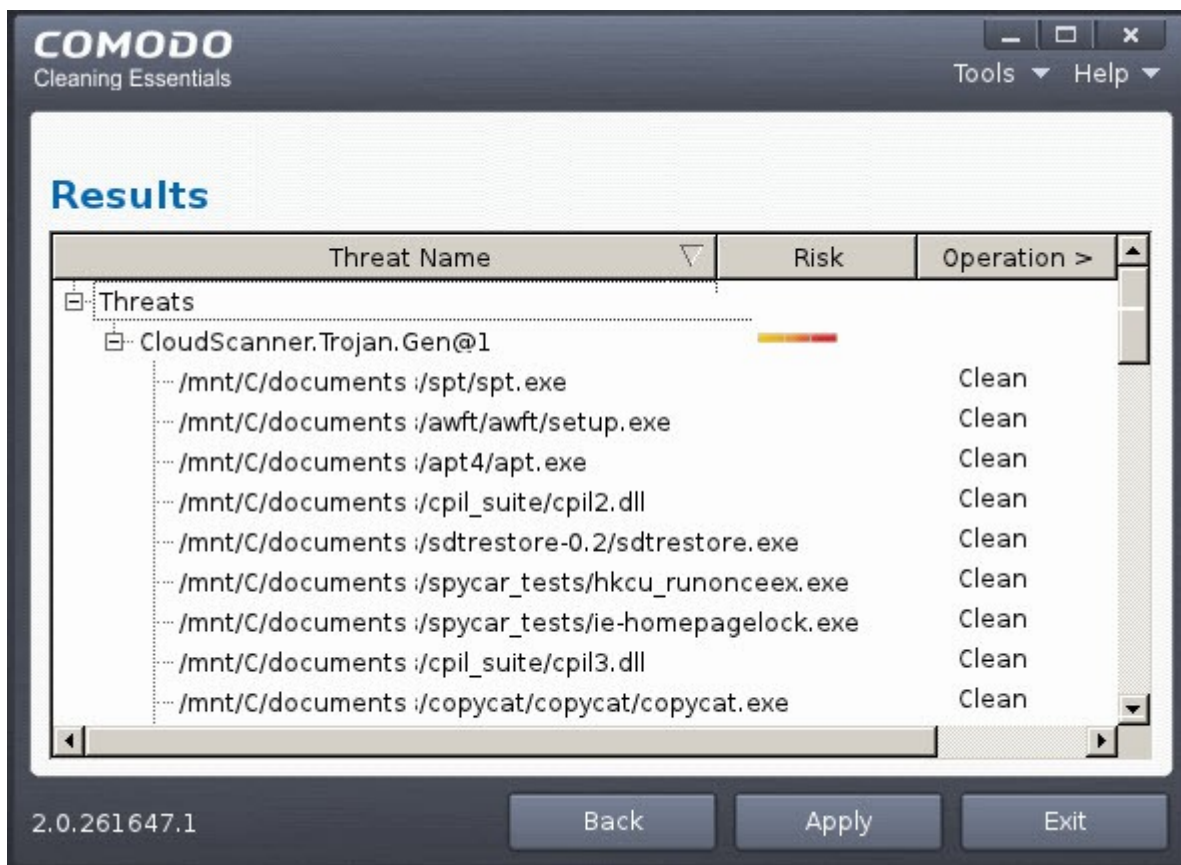 COMODO
Cleaning Essentials
Tools Help
Results
Threat Name Risk Operation >
Threats
CloudScanner.Trojan.Gen@1
/mnt/C/documents :/spt/spt.exe Clean
/mnt/C/documents :/awft/awft/setup.exe Clean
/mnt/C/documents :/apt4/apt.exe Clean
/mnt/C/documents :/cpil_suite/cpil2.dll Clean
/mnt/C/documents :/sdtrestore-0.2/sdtrestore.exe Clean
/mnt/C/documents :/spycar_tests/hkcu_runonceex.exe Clean
/mnt/C/documents :/spycar_tests/ie-homepagelock.exe Clean
/mnt/C/documents :/cpil_suite/cpil3.dll Clean
/mnt/C/documents :/copycat/copycat/copycat.exe Clean
2.0.261647.1 Back Apply Exit